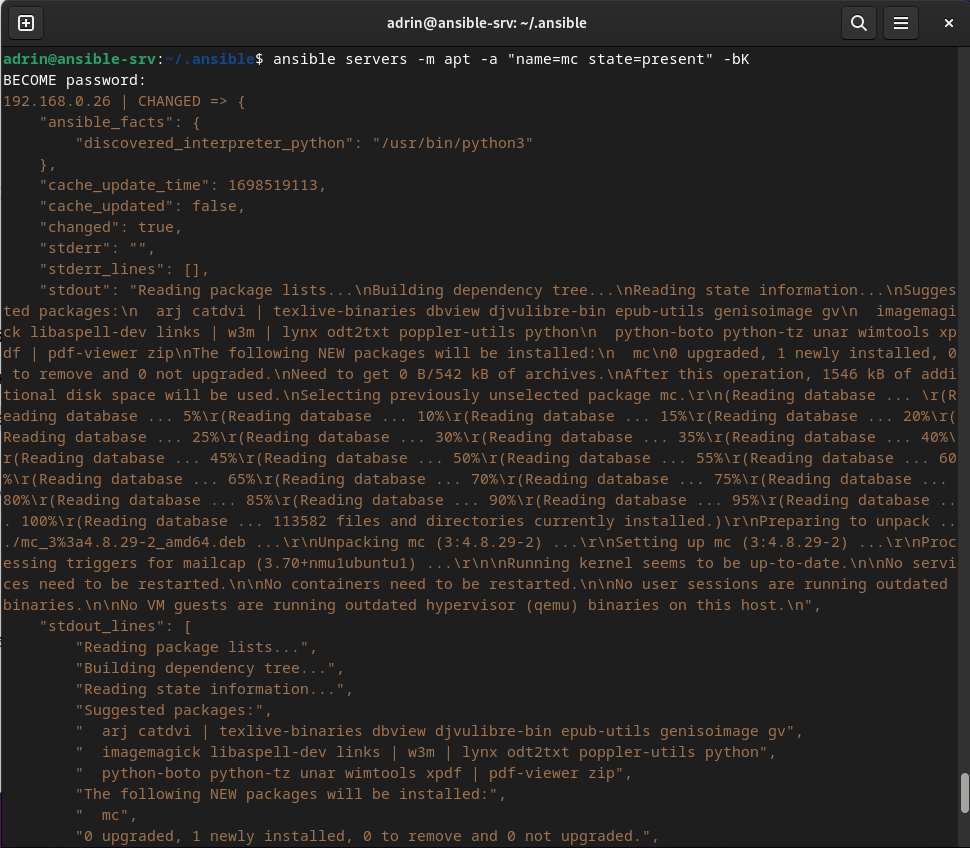 adrin@ansible-srv: ~/.ansible
adrin@ansible-srv:~/.ansible$ ansible servers -m apt -a "name=mc state=present" -bK
BECOME password:
192.168.0.26 | CHANGED => {
    "ansible_facts": {
        "discovered_interpreter_python": "/usr/bin/python3"
    },
    "cache_update_time": 1698519113,
    "cache_updated": false,
    "changed": true,
    "stderr": "",
    "stderr_lines": [],
    "stdout": "Reading package lists...\nBuilding dependency tree...\nReading state information...\nSugges
ted packages:\n  arj catdvi | texlive-binaries dbview djvulibre-bin epub-utils genisoimage gv\n  imagemagi
ck libaspell-dev links | w3m | lynx odt2txt poppler-utils python\n  python-boto python-tz unar wimtools xp
df | pdf-viewer zip\nThe following NEW packages will be installed:\n  mc\n0 upgraded, 1 newly installed, 0
 to remove and 0 not upgraded.\nNeed to get 0 B/542 kB of archives.\nAfter this operation, 1546 kB of addi
tional disk space will be used.\nSelecting previously unselected package mc.\r\n(Reading database ... \r(R
eading database ... 5%\r(Reading database ... 10%\r(Reading database ... 15%\r(Reading database ... 20%\r(
Reading database ... 25%\r(Reading database ... 30%\r(Reading database ... 35%\r(Reading database ... 40%\
r(Reading database ... 45%\r(Reading database ... 50%\r(Reading database ... 55%\r(Reading database ... 60
%\r(Reading database ... 65%\r(Reading database ... 70%\r(Reading database ... 75%\r(Reading database ... 
80%\r(Reading database ... 85%\r(Reading database ... 90%\r(Reading database ... 95%\r(Reading database ..
. 100%\r(Reading database ... 113582 files and directories currently installed.)\r\nPreparing to unpack ..
./mc_3%3a4.8.29-2_amd64.deb ...\r\nUnpacking mc (3:4.8.29-2) ...\r\nSetting up mc (3:4.8.29-2) ...\r\nProc
essing triggers for mailcap (3.70+nmu1ubuntu1) ...\r\n\nRunning kernel seems to be up-to-date.\n\nNo servi
ces need to be restarted.\n\nNo containers need to be restarted.\n\nNo user sessions are running outdated 
binaries.\n\nNo VM guests are running outdated hypervisor (qemu) binaries on this host.\n",
    "stdout_lines": [
        "Reading package lists...",
        "Building dependency tree...",
        "Reading state information...",
        "Suggested packages:",
        "  arj catdvi | texlive-binaries dbview djvulibre-bin epub-utils genisoimage gv",
        "  imagemagick libaspell-dev links | w3m | lynx odt2txt poppler-utils python",
        "  python-boto python-tz unar wimtools xpdf | pdf-viewer zip",
        "The following NEW packages will be installed:",
        "  mc",
        "0 upgraded, 1 newly installed, 0 to remove and 0 not upgraded.",